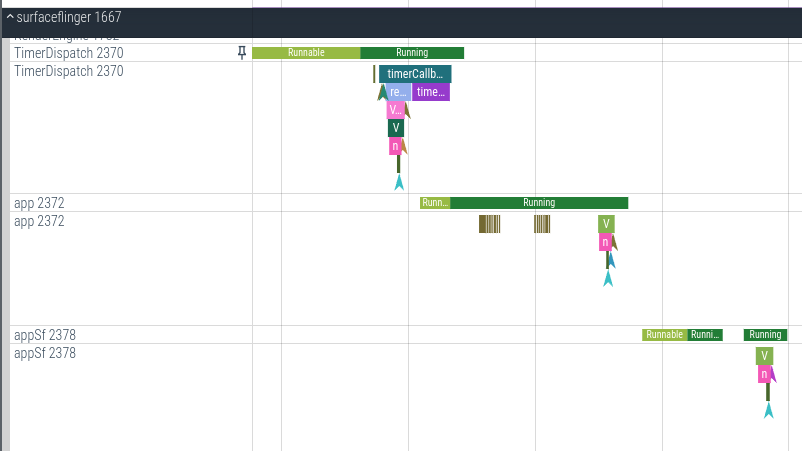 surfaceflinger 1667
TimerDispatch 2370
Runnable
Running
TimerDispatch 2370
timerCallb...
re...
time...
V...
V
n
app 2372
Runn...
Running
app 2372
V
n
appSf 2378
Runnable
Runni...
Running
appSf 2378
V
n